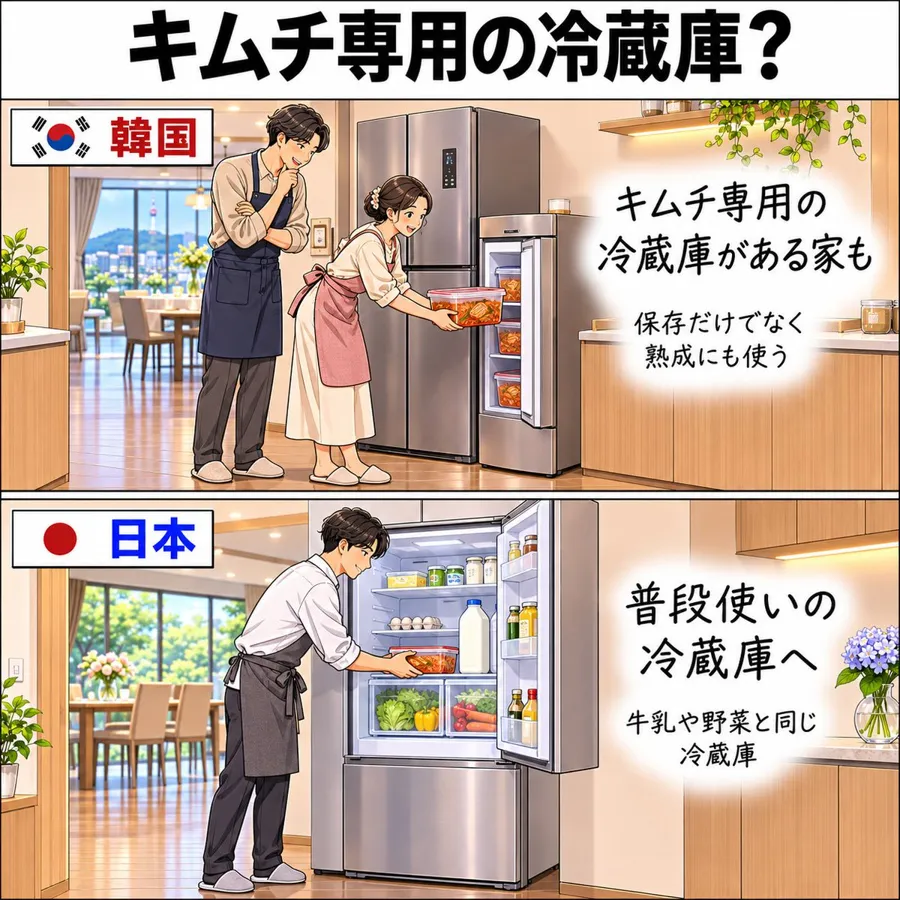 キムチ専用の冷蔵庫?
韓国
キムチ専用の
冷蔵庫がある家も
保存だけでなく
熟成にも使う
日本
普段使いの
冷蔵庫へ
牛乳や野菜と同じ
冷蔵庫